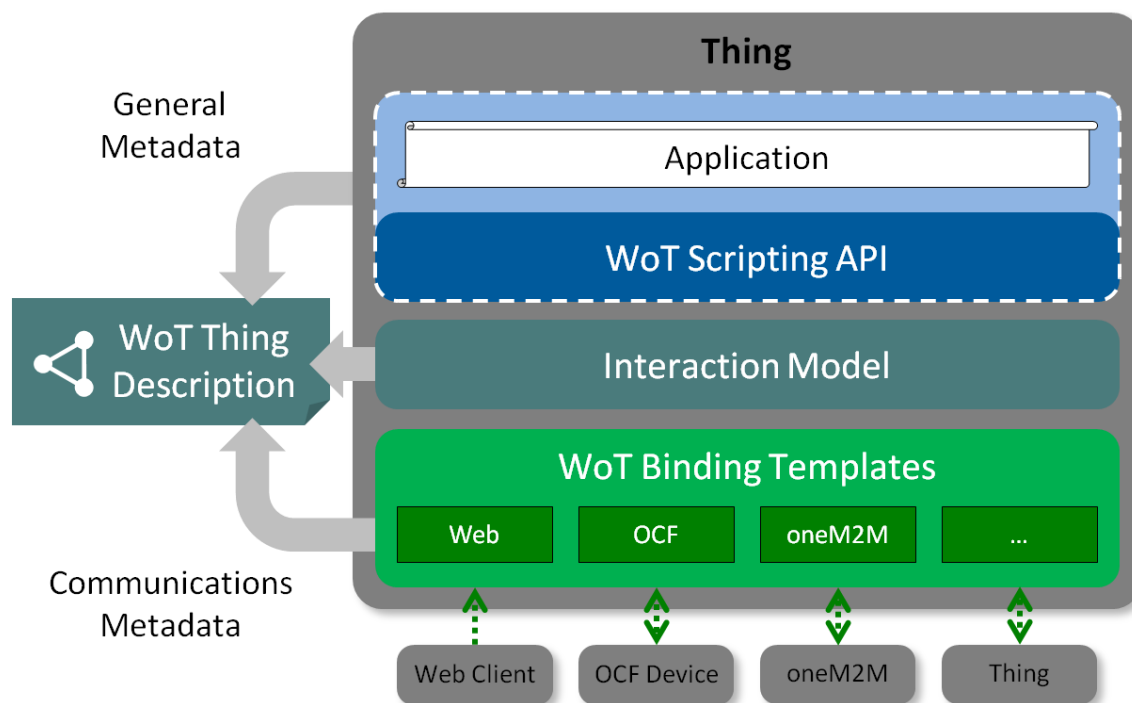 Thing
General
Metadata
Application
WoT Scripting API
WoT Thing
Description
Interaction Model
WoT Binding Templates
Web
OCF
oneM2M
...
Communications
Metadata
Web Client
OCF Device
oneM2M
Thing